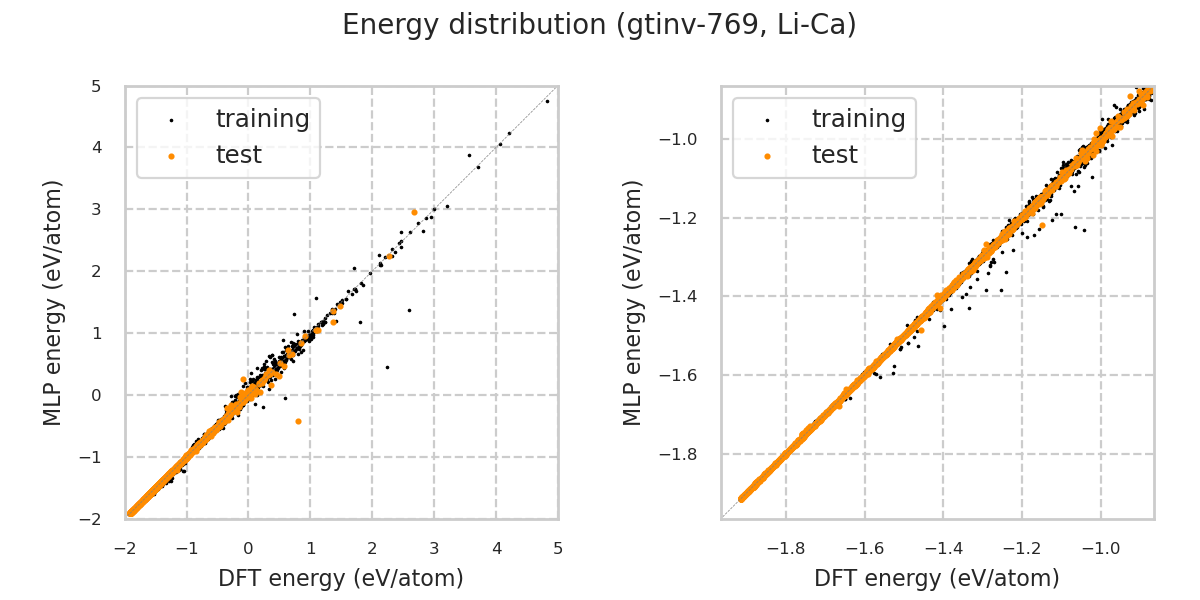 Energy distribution (gtinv-769, Li-Ca)
training
test
MLP energy (eV/atom)
5
4
3
2
1
0
−1
−2
−2 −1 0 1 2 3 4 5
DFT energy (eV/atom)
training
test
MLP energy (eV/atom)
−1.0
−1.2
−1.4
−1.6
−1.8
−1.8 −1.6 −1.4 −1.2 −1.0
DFT energy (eV/atom)